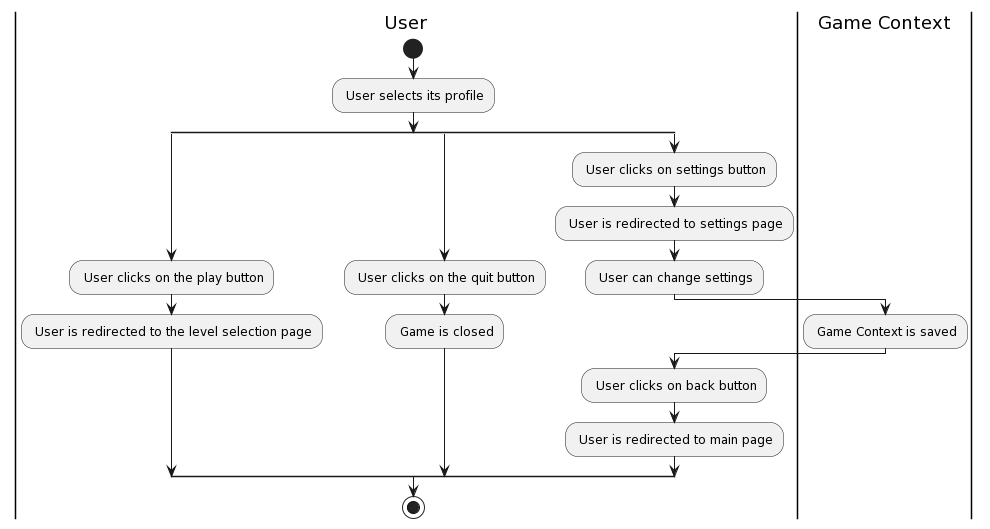 User
Game Context
User selects its profile
User clicks on settings button
User is redirected to settings page
User clicks on the play button
User clicks on the quit button
User can change settings
User is redirected to the level selection page
Game is closed
Game Context is saved
User clicks on back button
User is redirected to main page